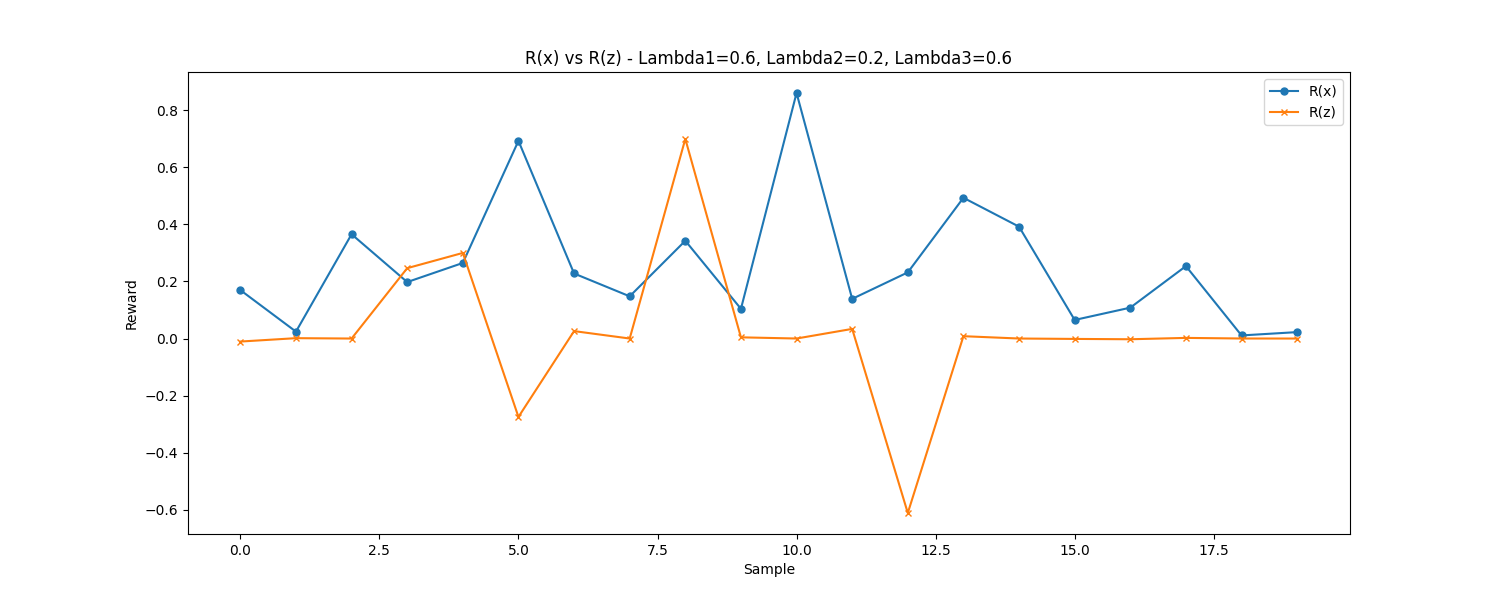 R(x) vs R(z) - Lambda1=0.6, Lambda2=0.2, Lambda3=0.6
R(x)
R(z)
Reward
0.8
0.6
0.4
0.2
0.0
−0.2
−0.4
−0.6
0.0 2.5 5.0 7.5 10.0 12.5 15.0 17.5
Sample